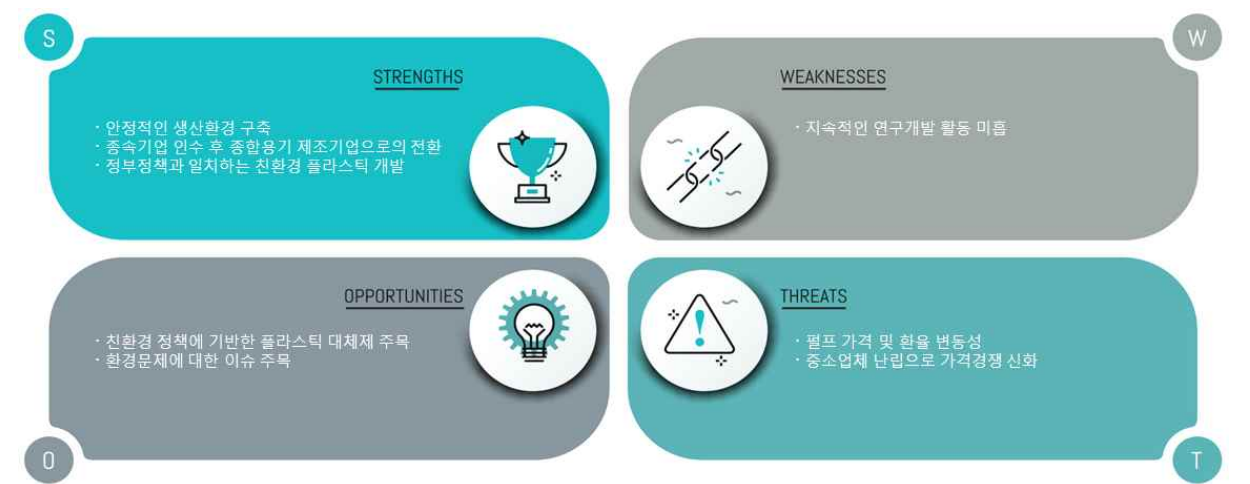 S
STRENGTHS
· 안정적인 생산환경 구축
· 종속기업 인수 후 종합용기 제조기업으로의 전환
· 정부정책과 일치하는 친환경 플라스틱 개발
W
WEAKNESSES
· 지속적인 연구개발 활동 미흡
OPPORTUNITIES
· 친환경 정책에 기반한 플라스틱 대체제 주목
· 환경문제에 대한 이슈 주목
O
THREATS
· 펄프 가격 및 환율 변동성
· 중소업체 난립으로 가격경쟁 신화
T